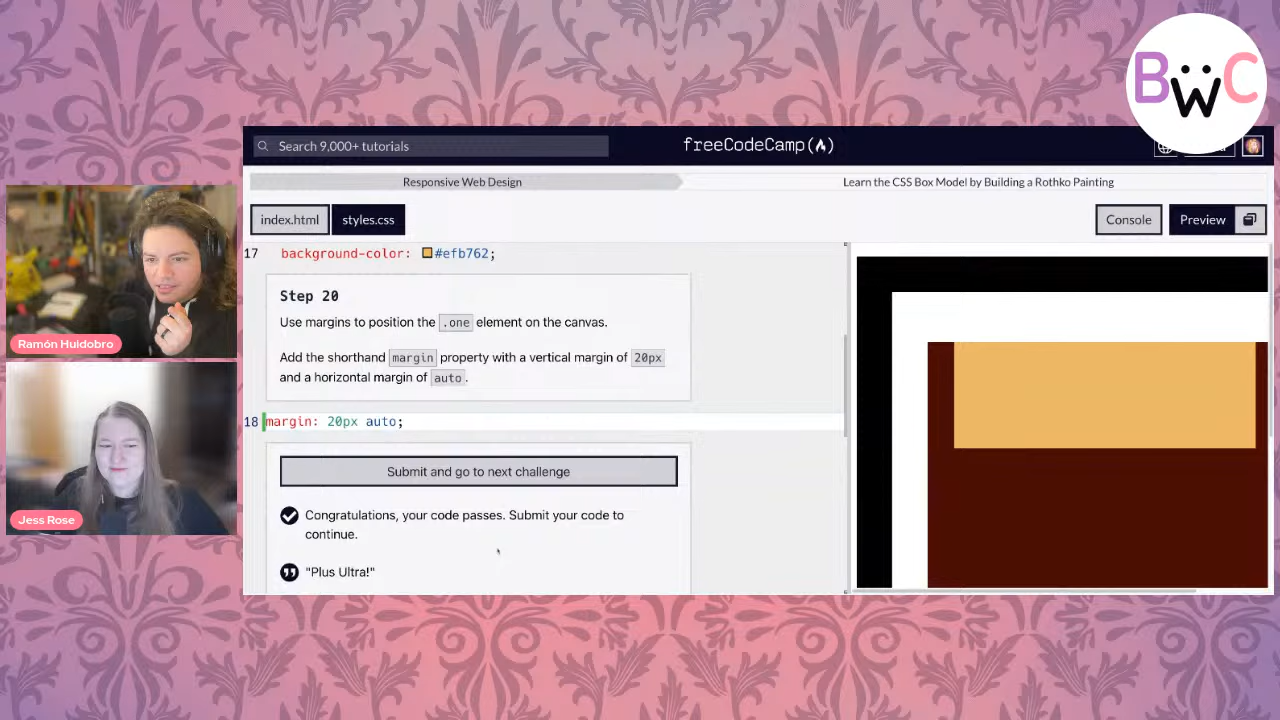 BWC
Search 9,000+ tutorials
freeCodeCamp
Responsive Web Design
Learn the CSS Box Model by Building a Rothko Painting
index.html
styles.css
Console
Preview
17 background-color: #efb762;
Step 20
Use margins to position the .one element on the canvas.
Add the shorthand margin property with a vertical margin of 20px
and a horizontal margin of auto.
18 margin: 20px auto;
Submit and go to next challenge
Congratulations, your code passes. Submit your code to
continue.
"Plus Ultra!"
Ramón Huidobro
Jess Rose